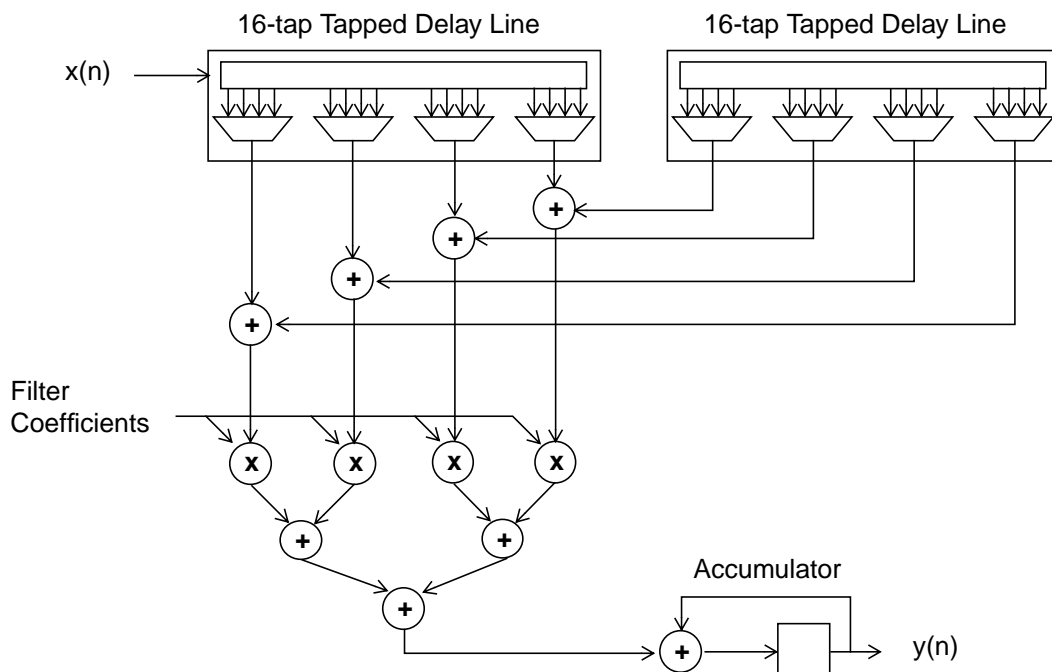 16-tap Tapped Delay Line
16-tap Tapped Delay Line
x(n)
+
+
+
+
Filter
Coefficients
x
x
x
x
+
+
Accumulator
+
+
y(n)